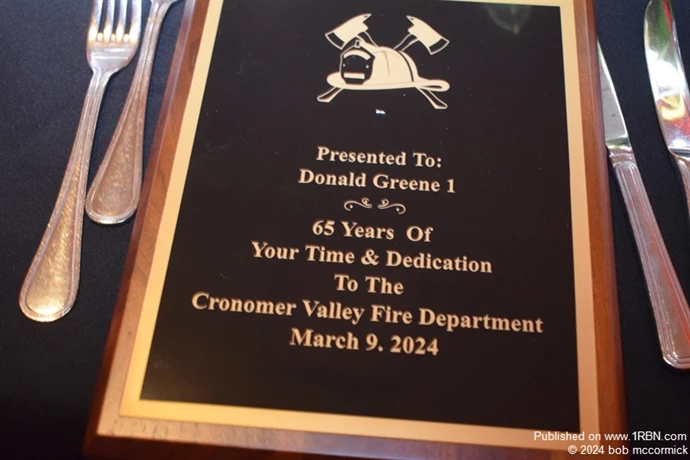 Presented To:
Donald Greene 1
65 Years Of
Your Time & Dedication
To The
Cronomer Valley Fire Department
March 9. 2024
Published on www.1RBN.com
© 2024 bob mccormick